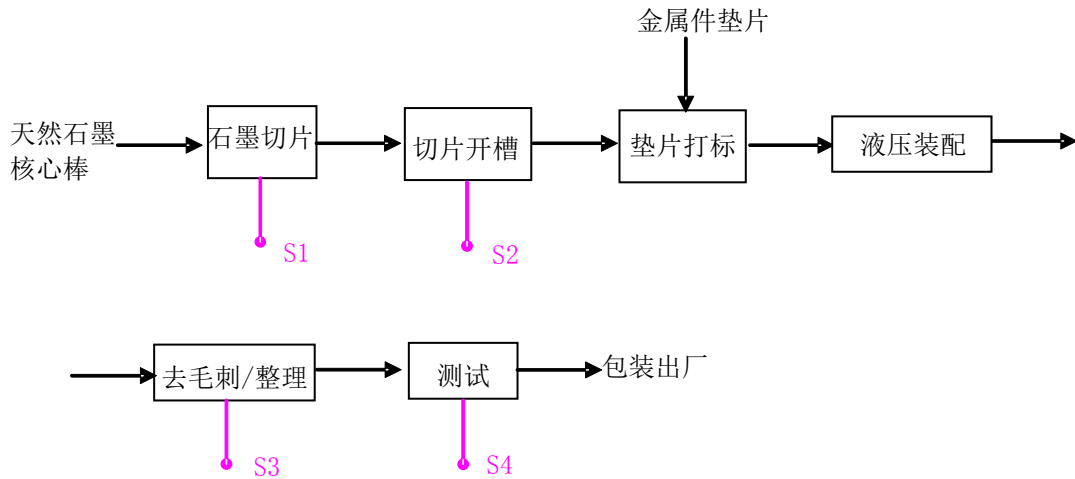 金属件垫片
天然石墨
核心棒
石墨切片
切片开槽
垫片打标
液压装配
S1
S2
去毛刺/整理
测试
包装出厂
S3
S4